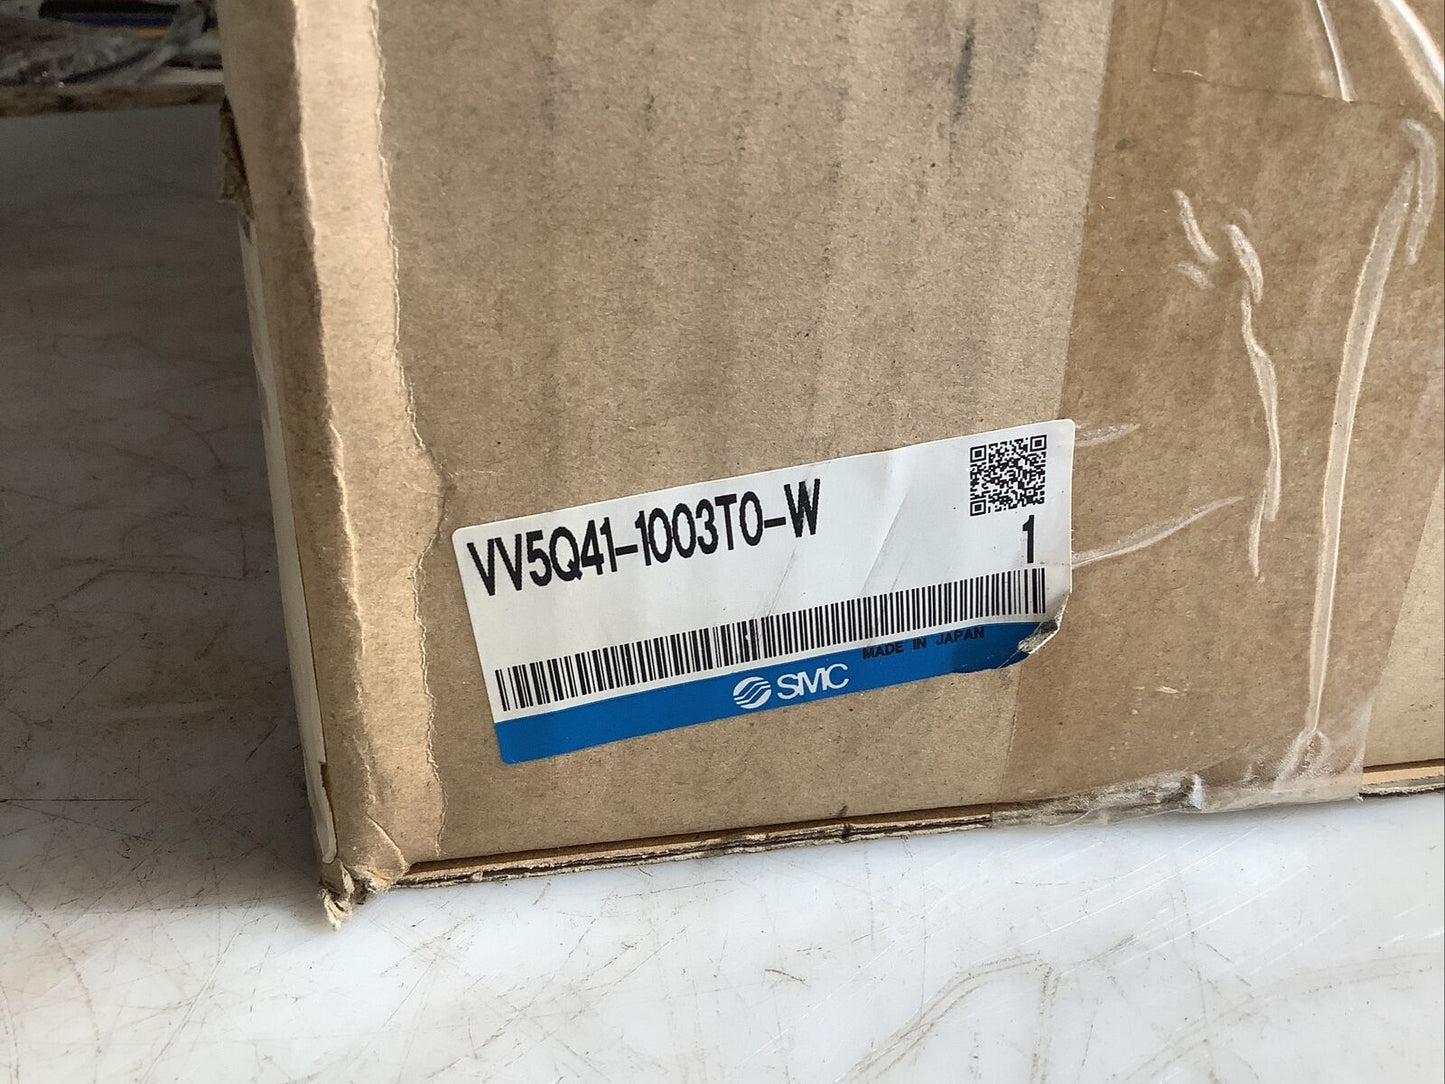 VV5Q41-1003T0-W
1
MADE IN JAPAN
SMC